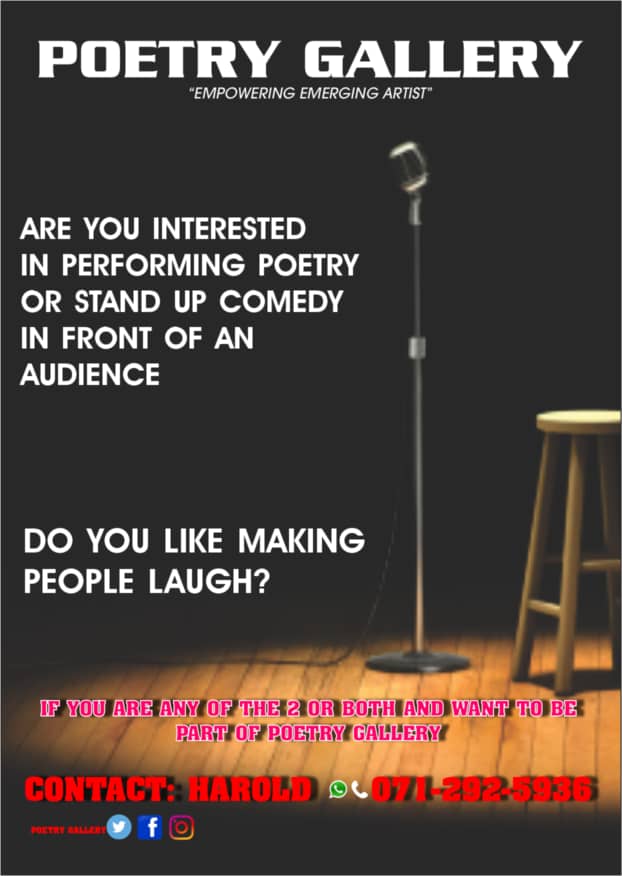 POETRY GALLERY
“EMPOWERING EMERGING ARTIST”
ARE YOU INTERESTED
IN PERFORMING POETRY
OR STAND UP COMEDY
IN FRONT OF AN
AUDIENCE
DO YOU LIKE MAKING
PEOPLE LAUGH?
IF YOU ARE ANY OF THE 2 OR BOTH AND WANT TO BE
PART OF POETRY GALLERY
CONTACT: HAROLD 071-292-5936
POETRY GALLERY